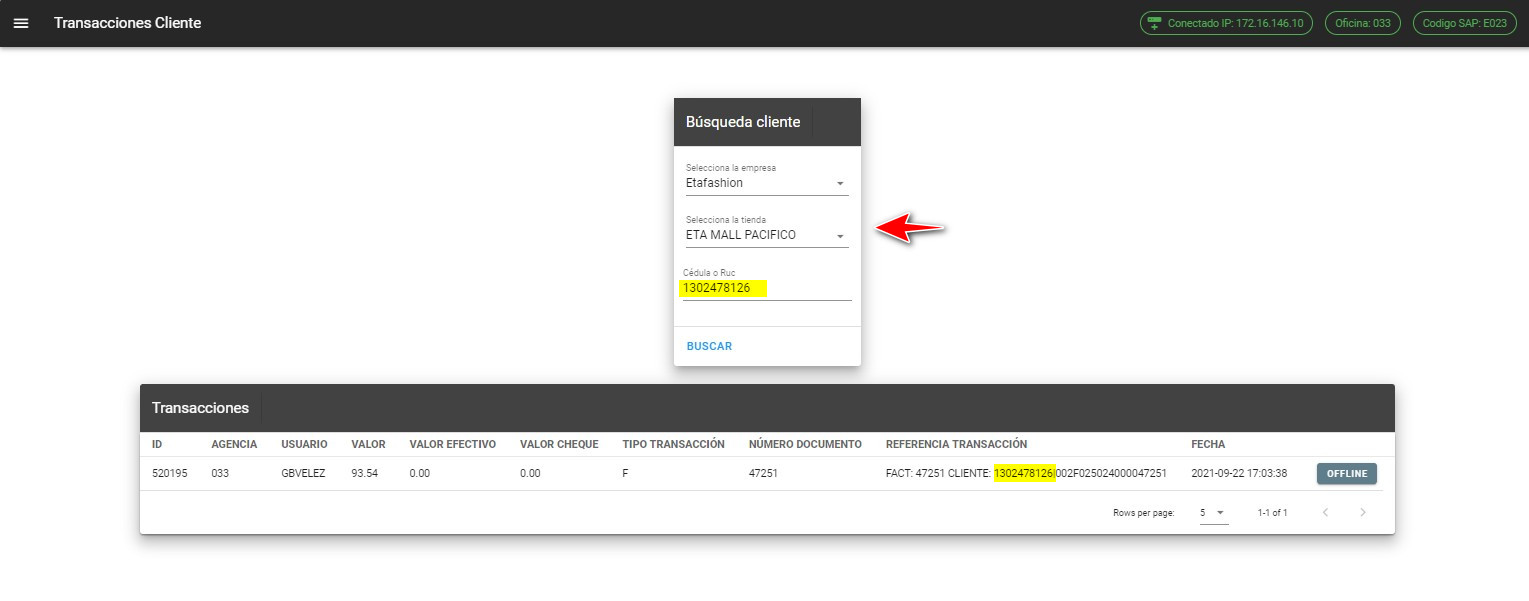 Transacciones Cliente
Conectado IP: 172.16.146.10
Oficina: 033
Codigo SAP: E023
Búsqueda cliente
Selecciona la empresa
Etafashion
Selecciona la tienda
ETA MALL PACIFICO
Cédula o Ruc
1302478126
BUSCAR
Transacciones
ID AGENCIA USUARIO VALOR VALOR EFECTIVO VALOR CHEQUE TIPO TRANSACCIÓN NÚMERO DOCUMENTO REFERENCIA TRANSACCIÓN FECHA
520195 033 GBVELEZ 93.54 0.00 0.00 F 47251 FACT: 47251 CLIENTE: 1302478126|002F025024000047251 2021-09-22 17:03:38 OFFLINE
Rows per page: 5 1-1 of 1